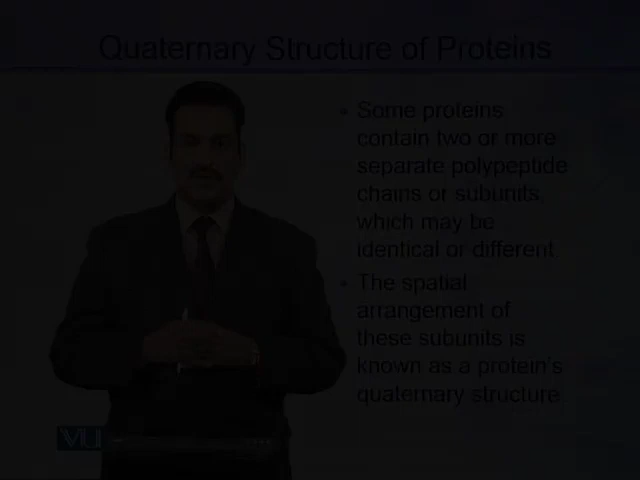 Quaternary Structure of Proteins
• Some proteins
contain two or more
separate polypeptide
chains or subunits,
which may be
identical or different.
• The spatial
arrangement of
these subunits is
known as a protein's
quaternary structure.
VU